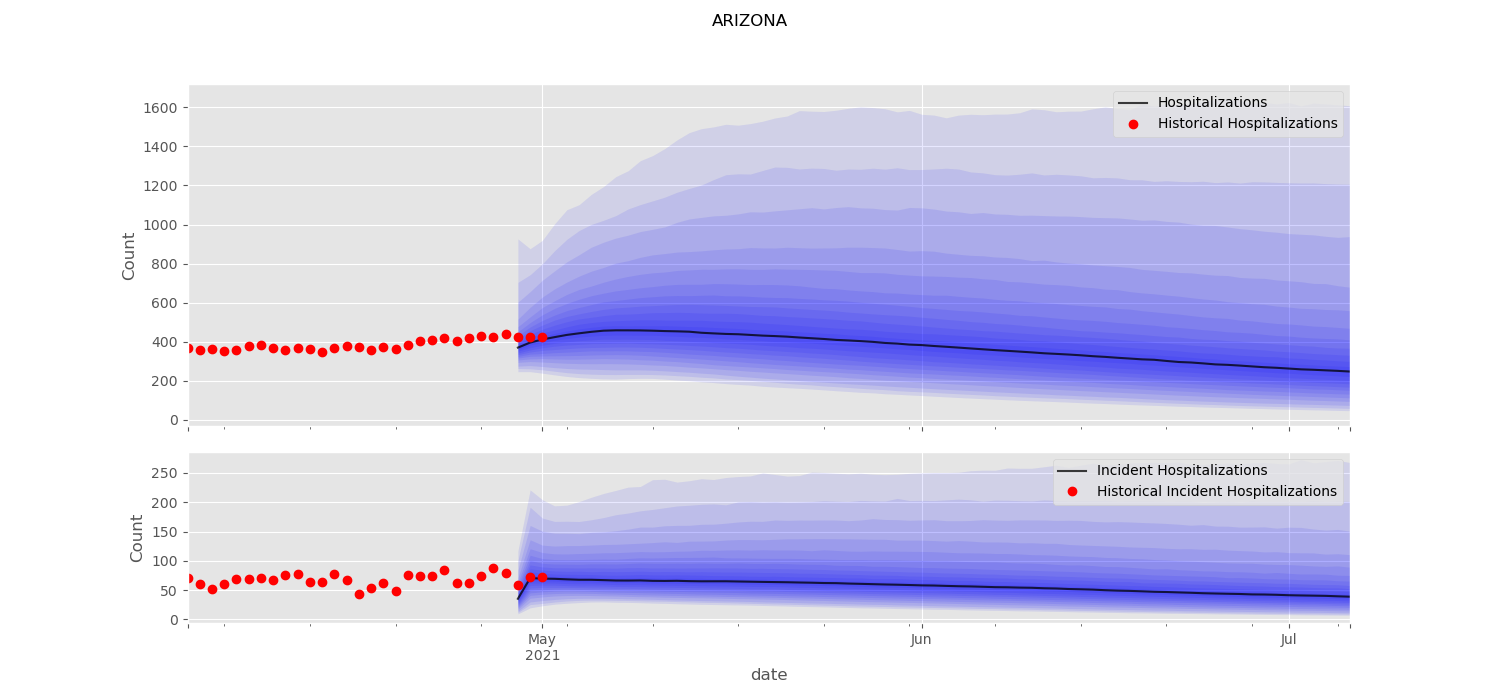 ARIZONA
Hospitalizations
Historical Hospitalizations
Count
1600
1400
1200
1000
800
600
400
200
0
Incident Hospitalizations
Historical Incident Hospitalizations
Count
250
200
150
100
50
0
May
2021
Jun
Jul
date